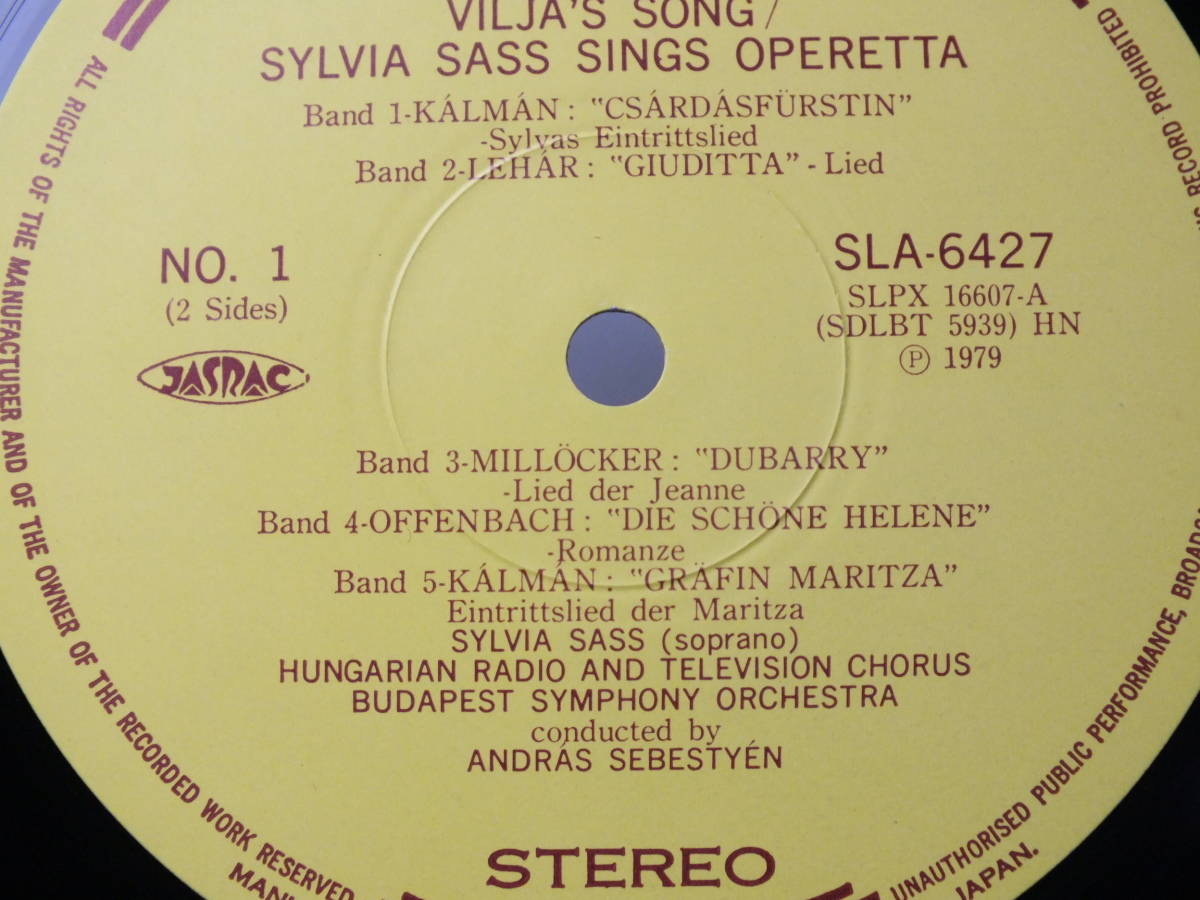 VILJA'S SONG/
SYLVIA SASS SINGS OPERETTA
Band 1-KÁLMÁN: "CSÁRDÁSFÜRSTIN"
-Sylvas Eintrittslied
Band 2-LEHÁR: "GIUDITTA" - Lied
NO. 1
(2 Sides)
JASRAC
SLA-6427
SLPX 16607-A
(SDLBT 5939) HN
Ⓟ 1979
Band 3-MILLÖCKER: "DUBARRY"
-Lied der Jeanne
Band 4-OFFENBACH: "DIE SCHÖNE HELENE"
-Romanze
Band 5-KÁLMÁN: "GRÄFIN MARITZA"
Eintrittslied der Maritza
SYLVIA SASS (soprano)
HUNGARIAN RADIO AND TELEVISION CHORUS
BUDAPEST SYMPHONY ORCHESTRA
conducted by
ANDRÁS SEBESTYÉN
STEREO
ALL RIGHTS OF THE MANUFACTURER AND OF THE OWNER OF THE RECORDED WORK RESERVED
UNAUTHORISED PUBLIC PERFORMANCE,
RECORD PROHIBITED
JAPAN.